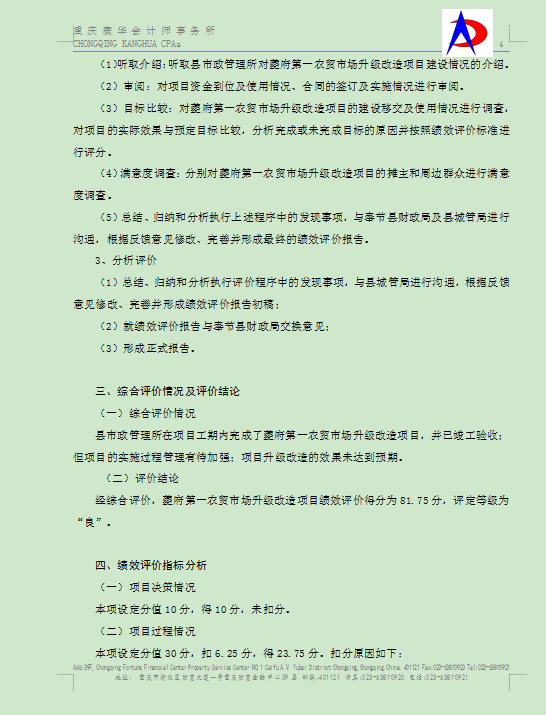 重庆康华会计师事务所
CHONGQING KANGHUA CPAs
4
(1)听取介绍：听取县市政管理所对夔府第一农贸市场升级改造项目建设情况的介绍。
(2）审阅：对项目资金到位及使用情况、合同的签订及实施情况进行审阅。
(3）目标比较：对夔府第一农贸市场升级改造项目的建设移交及使用情况进行调查，
对项目的实际效果与预定目标比较，分析完成或未完成目标的原因并按照绩效评价标准进
行评分。
(4)满意度调查：分别对夔府第一农贸市场升级改造项目的摊主和周边群众进行满意
度调查。
(5）总结、归纳和分析执行上述程序中的发现事项，与奉节县财政局及县城管局进行
沟通，根据反馈意见修改、完善并形成最终的绩效评价报告。
3、分析评价
（1）总结、归纳和分析执行评价程序中的发现事项，与县城管局进行沟通，根据反馈
意见修改、完善并形成绩效评价报告初稿；
（2）就绩效评价报告与奉节县财政局交换意见；
（3）形成正式报告。
三、综合评价情况及评价结论
（一）综合评价情况
县市政管理所在项目工期内完成了夔府第一农贸市场升级改造项目，并已竣工验收；
但项目的实施过程管理有待加强；项目升级改造的效果未达到预期。
（二）评价结论
经综合评价，夔府第一农贸市场升级改造项目绩效评价得分为 81.75 分，评定等级为
“良”。
四、绩效评价指标分析
（一）项目决策情况
本项设定分值 10 分，得 10 分，未扣分。
（二）项目过程情况
本项设定分值 30 分，扣 6.25 分，得 23.75 分。扣分原因如下：
Add:39F, Chongqing Fortune Financial Center Property Service Center NO 1 Caifu A.V. Yubei District Chongqing, Chongqing China. 401121 Fax:023-63870920 Tel:023-63870921
地址： 重庆市渝北区财富大道一号重庆财富金融中心39层 邮编:401121 传真:023-63870920 电话:023-63870921